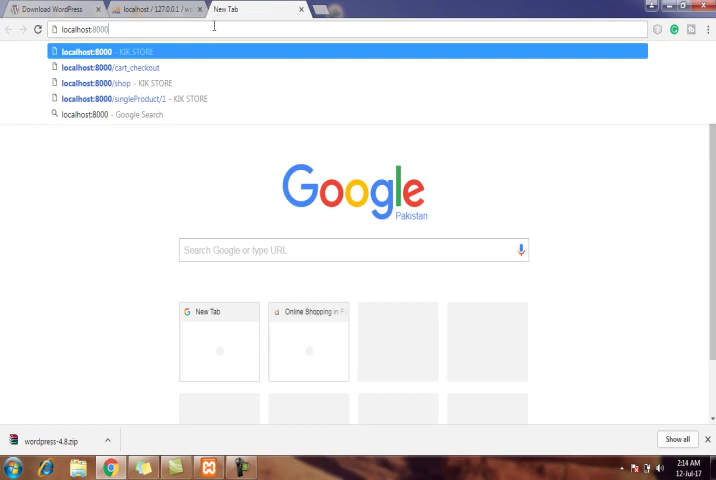 Download WordPress
localhost / 127.0.0.1 / wo
New Tab
localhost:8000
localhost:8000 - KIK STORE
localhost:8000/cart_checkout
localhost:8000/shop - KIK STORE
localhost:8000/singleProduct/1 - KIK STORE
localhost:8000 - Google Search
Google
Pakistan
Search Google or type URL
New Tab
Online Shopping in Pa
wordpress-4.8.zip
Show all
2:14 AM
12-Jul-17